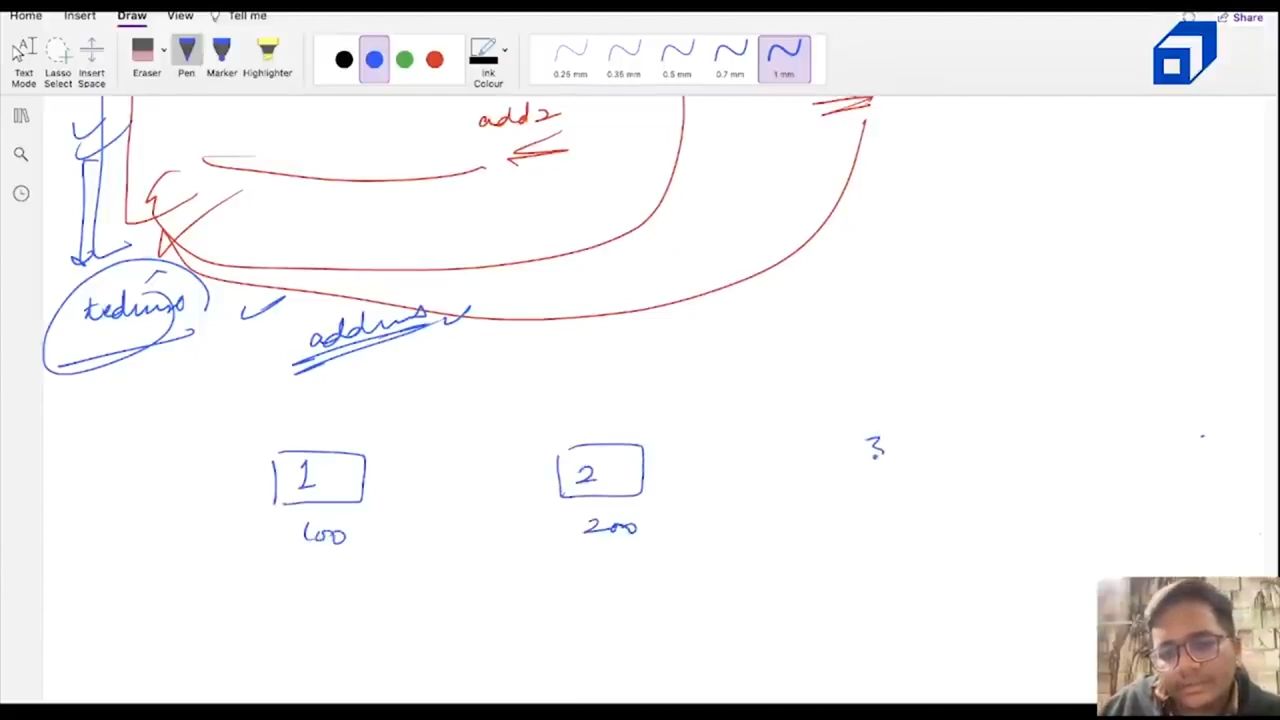 Home Insert Draw View Tell me Share
Text Mode Lasso Select Insert Space Eraser Pen Marker Highlighter Ink Colour 0.25 mm 0.35 mm 0.5 mm 0.7 mm 1 mm
add2
address
3
1 2
100 200